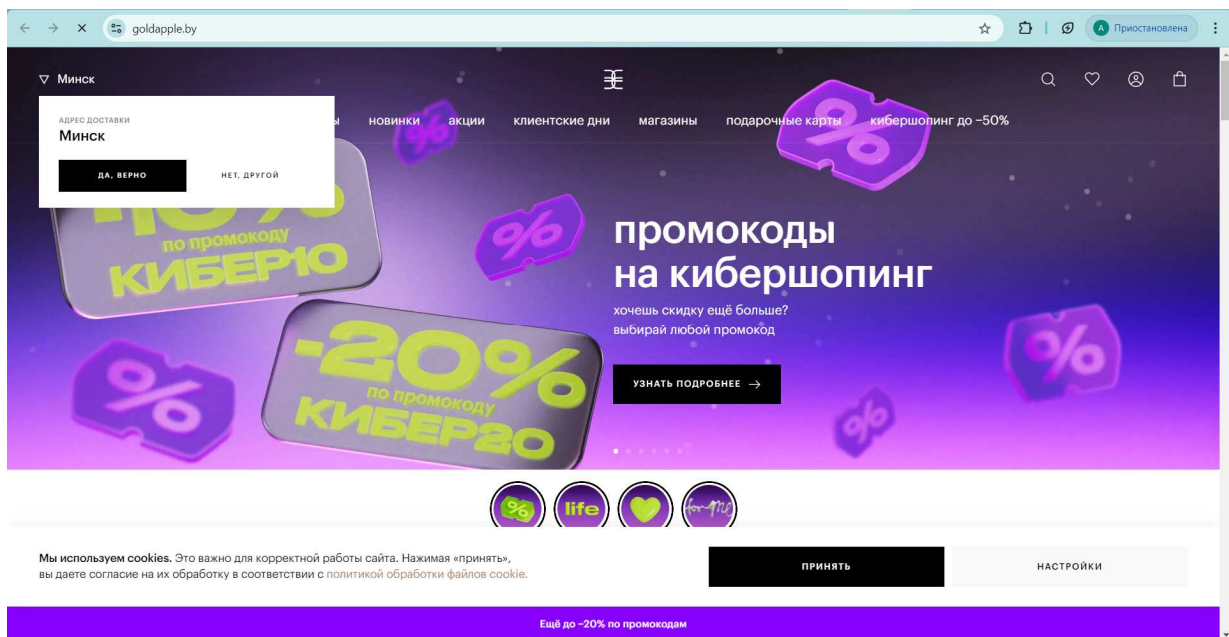 goldapple.by
А Приостановлена
Минск
АДРЕС ДОСТАВКИ
Минск
ДА, ВЕРНО
НЕТ, ДРУГОЙ
новинки акции клиентские дни магазины подарочные карты кибершопинг до −50%
по промокоду
КИБЕР10
-20%
по промокоду
КИБЕР20
промокоды
на кибершопинг
хочешь скидку ещё больше?
выбирай любой промокод
УЗНАТЬ ПОДРОБНЕЕ →
% life for me
Мы используем cookies. Это важно для корректной работы сайта. Нажимая «принять»,
вы даете согласие на их обработку в соответствии с политикой обработки файлов cookie.
ПРИНЯТЬ
НАСТРОЙКИ
Ещё до −20% по промокодам